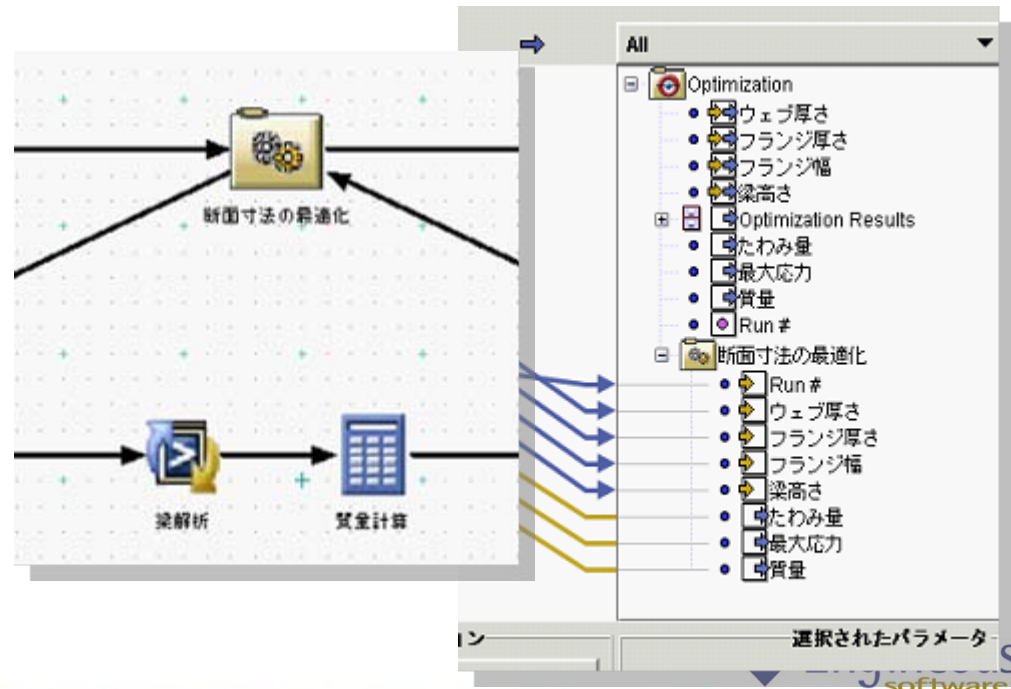 断面寸法の最適化
梁解析
質量計算
All
Optimization
ウェブ厚さ
フランジ厚さ
フランジ幅
梁高さ
Optimization Results
たわみ量
最大応力
質量
Run #
断面寸法の最適化
Run #
ウェブ厚さ
フランジ厚さ
フランジ幅
梁高さ
たわみ量
最大応力
質量
ョン
選択されたパラメータ
software